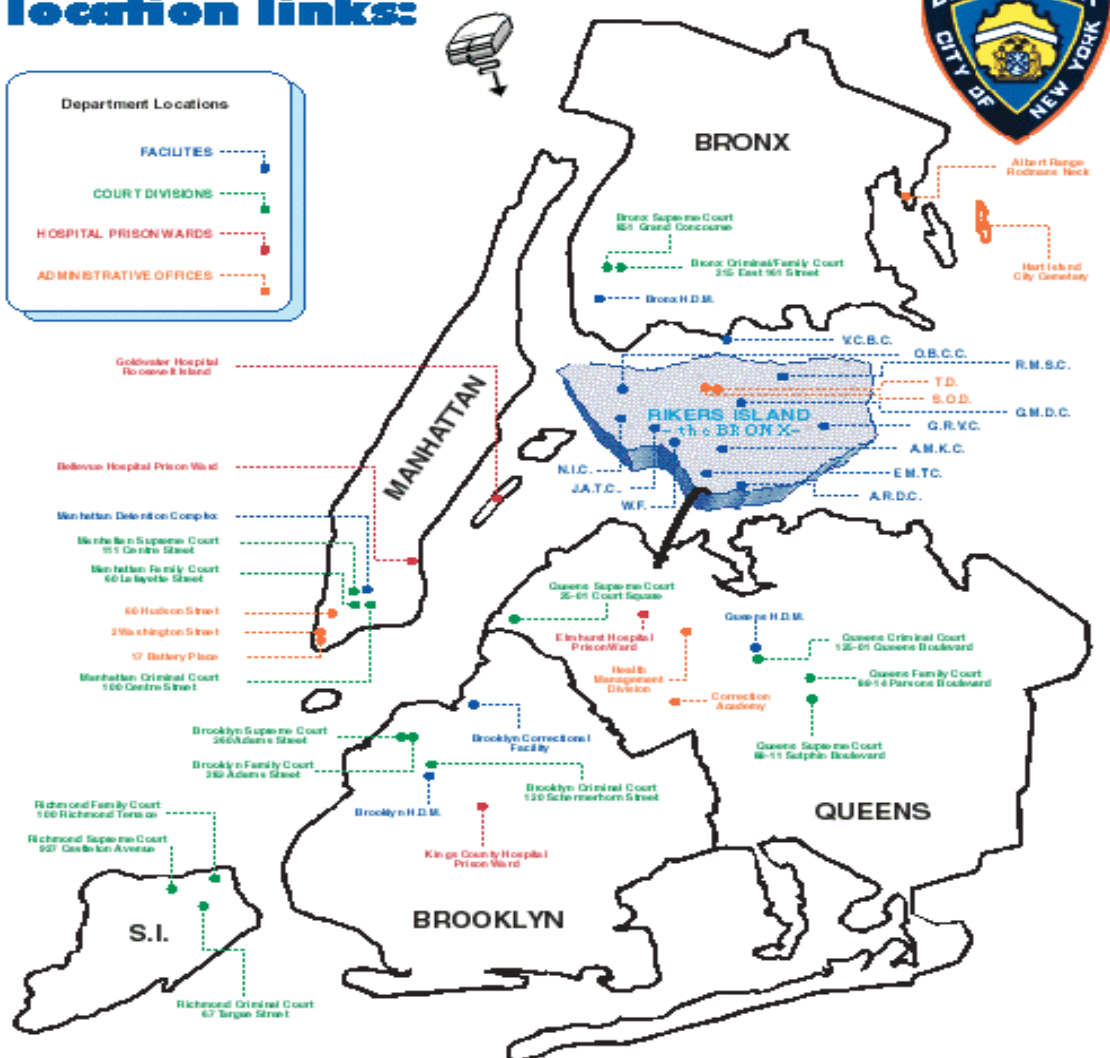 location links:
CITY OF NEW YORK
Department Locations
FACILITIES
COURT DIVISIONS
HOSPITAL PRISON WARDS
ADMINISTRATIVE OFFICES
BRONX
Albert Range
Rodmans Neck
Hart Island
City Cemetary
Bronx Supreme Court
851 Grand Concourse
Bronx Criminal/Family Court
215 East 161 Street
Bronx H.D.M.
V.C.B.C.
O.B.C.C.
R.M.S.C.
T.D.
S.O.D.
G.M.D.C.
G.R.V.C.
A.M.K.C.
E.M.T.C.
A.R.D.C.
RIKERS ISLAND
- the BRONX-
N.I.C.
J.A.T.C.
W.F.
MANHATTAN
Goldwater Hospital
Roosevelt Island
Bellevue Hospital Prison Ward
Manhattan Detention Complex
Manhattan Supreme Court
111 Centre Street
Manhattan Family Court
60 Lafayette Street
60 Hudson Street
2 Washington Street
17 Battery Place
Manhattan Criminal Court
100 Centre Street
Queens Supreme Court
25-01 Court Square
Elmhurst Hospital
Prison Ward
Health
Management
Division
Correction
Academy
Queens H.D.M.
Queens Criminal Court
125-01 Queens Boulevard
Queens Family Court
Parsons Boulevard
Queens Supreme Court
88-11 Sutphin Boulevard
QUEENS
Brooklyn Correctional
Facility
Brooklyn Supreme Court
360 Adams Street
Brooklyn Family Court
283 Adams Street
Brooklyn Criminal Court
120 Schermerhorn Street
Brooklyn H.D.M.
Kings County Hospital
Prison Ward
BROOKLYN
Richmond Family Court
100 Richmond Terrace
Richmond Supreme Court
927 Castleton Avenue
S.I.
Richmond Criminal Court
67 Targee Street